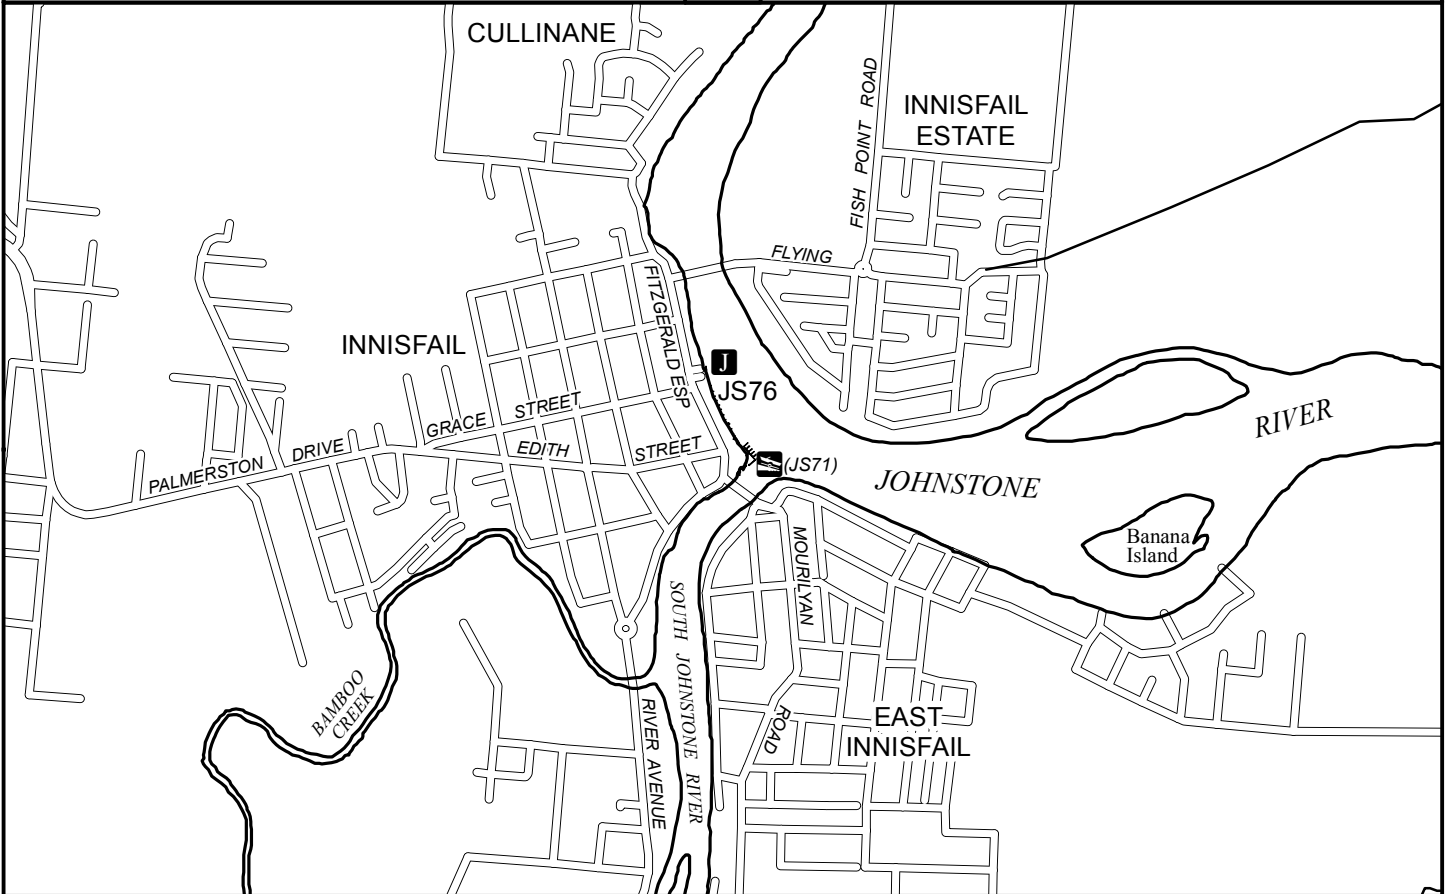 CULLINANE
INNISFAIL
ESTATE
FISH POINT ROAD
FLYING
FITZGERALD ESP
INNISFAIL
J
JS76
GRACE STREET
EDITH STREET
PALMERSTON DRIVE
(JS71)
RIVER
JOHNSTONE
Banana
Island
MOURILYAN
ROAD
SOUTH JOHNSTONE RIVER
BAMBOO
CREEK
RIVER AVENUE
EAST
INNISFAIL